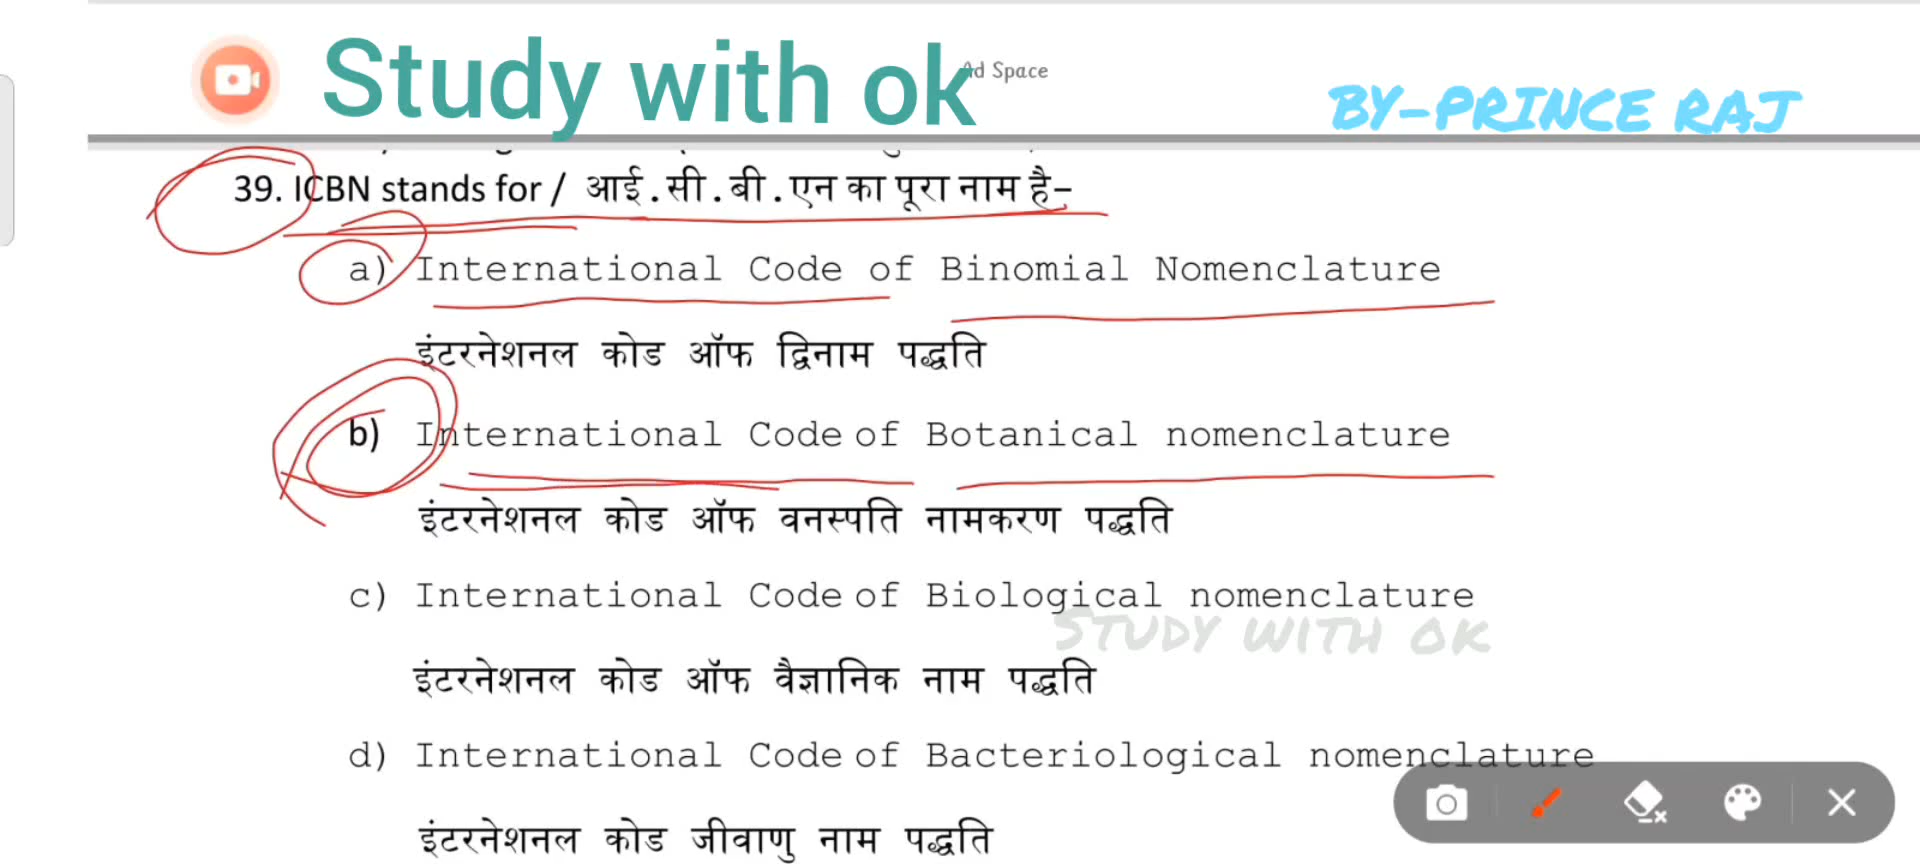 Study with ok
Ad Space
BY-PRINCE RAJ
39. ICBN stands for / आई.सी.बी.एन का पूरा नाम है-
a) International Code of Binomial Nomenclature
इंटरनेशनल कोड ऑफ द्विनाम पद्धति
b) International Code of Botanical nomenclature
इंटरनेशनल कोड ऑफ वनस्पति नामकरण पद्धति
c) International Code of Biological nomenclature
STUDY WITH OK
इंटरनेशनल कोड ऑफ वैज्ञानिक नाम पद्धति
d) International Code of Bacteriological nomenclature
इंटरनेशनल कोड जीवाणु नाम पद्धति